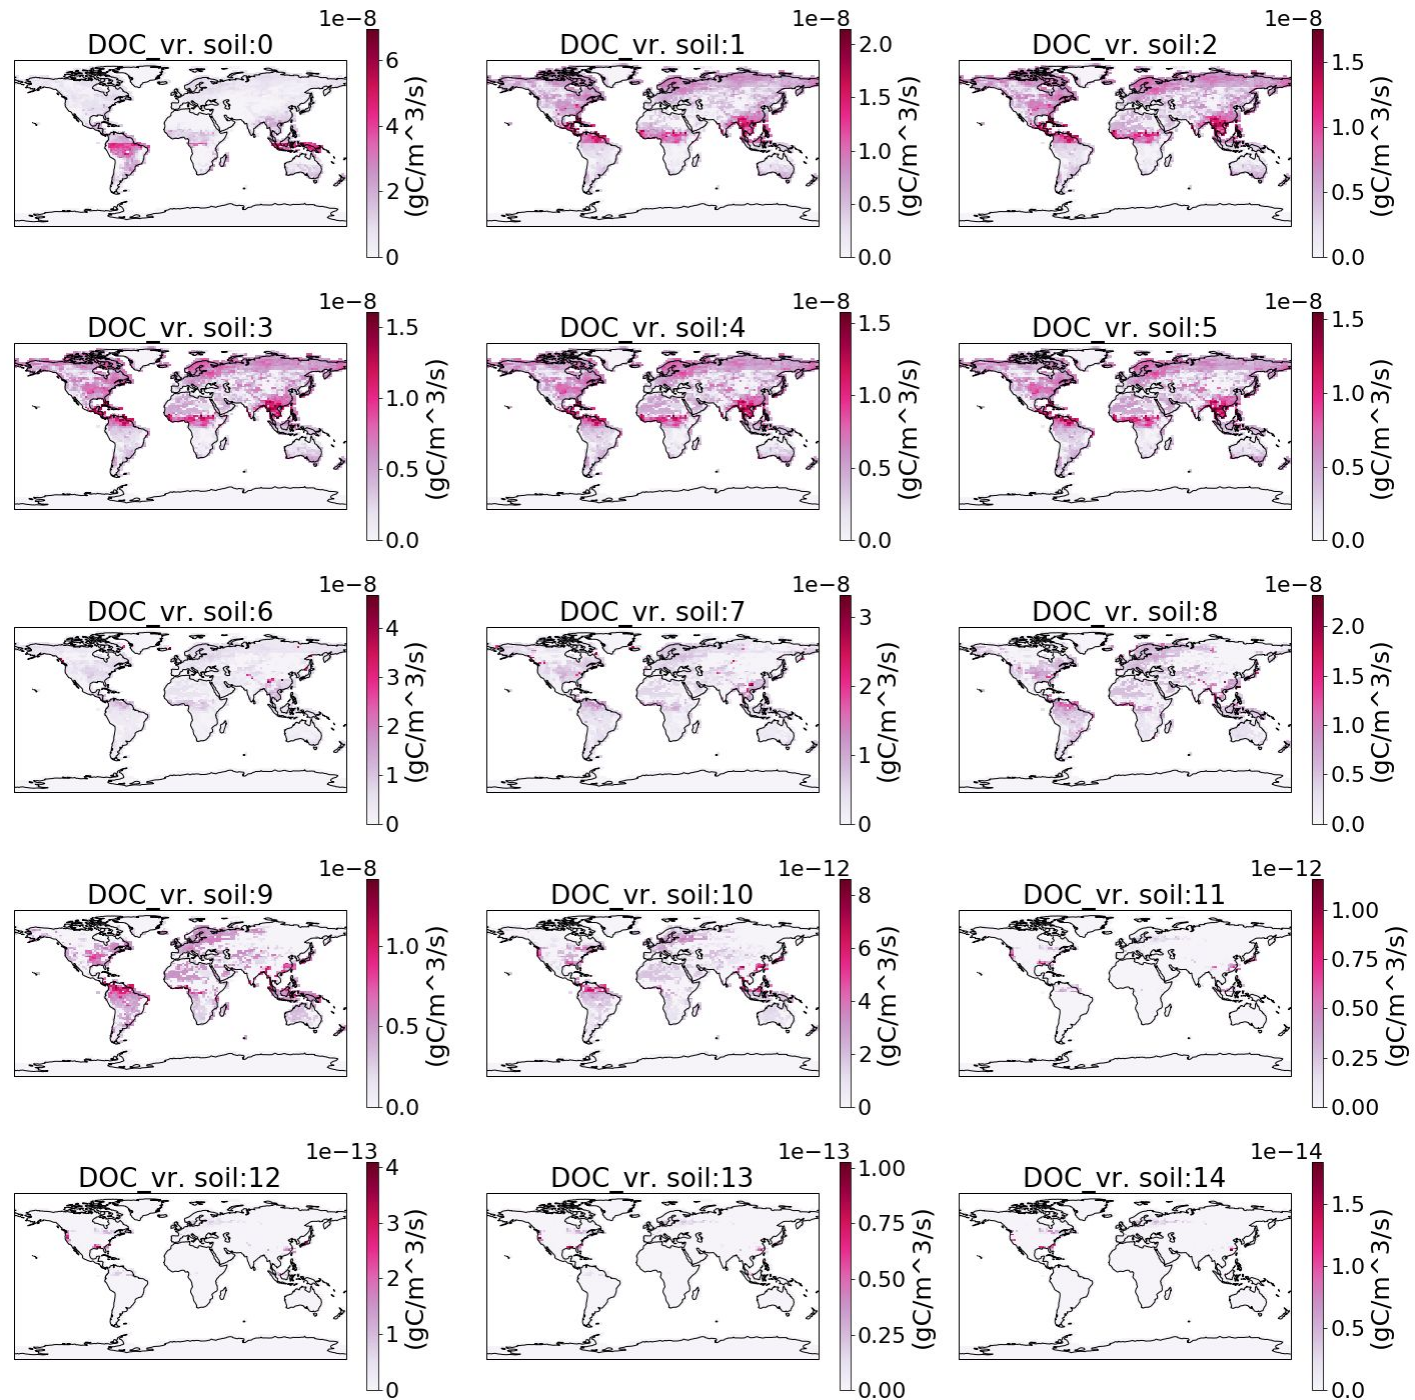 1e−8
DOC_vr. soil:0
6
4
2
0
(gC/m^3/s)
1e−8
DOC_vr. soil:1
2.0
1.5
1.0
0.5
0.0
(gC/m^3/s)
1e−8
DOC_vr. soil:2
1.5
1.0
0.5
0.0
(gC/m^3/s)
1e−8
DOC_vr. soil:3
1.5
1.0
0.5
0.0
(gC/m^3/s)
1e−8
DOC_vr. soil:4
1.5
1.0
0.5
0.0
(gC/m^3/s)
1e−8
DOC_vr. soil:5
1.5
1.0
0.5
0.0
(gC/m^3/s)
1e−8
DOC_vr. soil:6
4
3
2
1
0
(gC/m^3/s)
1e−8
DOC_vr. soil:7
3
2
1
0
(gC/m^3/s)
1e−8
DOC_vr. soil:8
2.0
1.5
1.0
0.5
0.0
(gC/m^3/s)
1e−8
DOC_vr. soil:9
1.0
0.5
0.0
(gC/m^3/s)
1e−12
DOC_vr. soil:10
8
6
4
2
0
(gC/m^3/s)
1e−12
DOC_vr. soil:11
1.00
0.75
0.50
0.25
0.00
(gC/m^3/s)
1e−13
DOC_vr. soil:12
4
3
2
1
0
(gC/m^3/s)
1e−13
DOC_vr. soil:13
1.00
0.75
0.50
0.25
0.00
(gC/m^3/s)
1e−14
DOC_vr. soil:14
1.5
1.0
0.5
0.0
(gC/m^3/s)